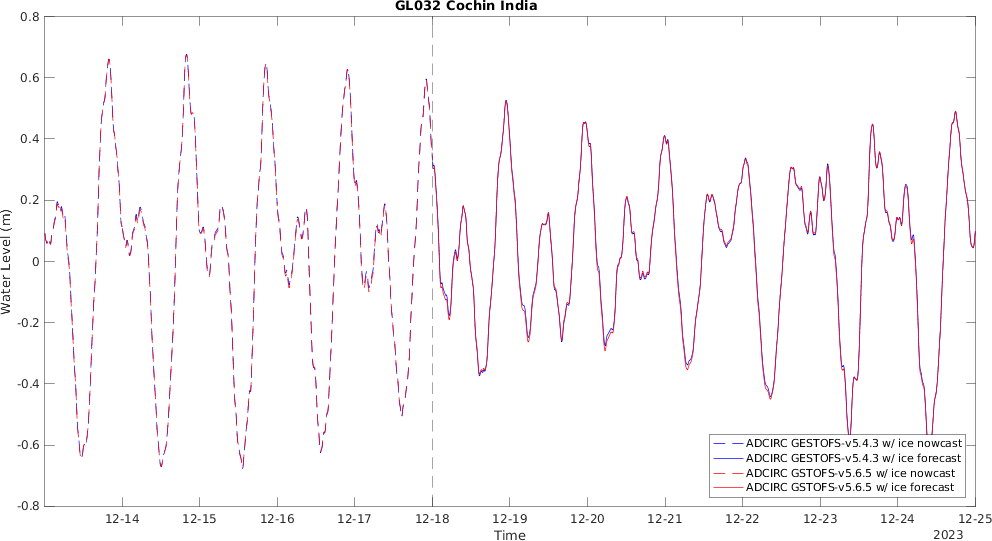 GL032 Cochin India
0.8
0.6
0.4
0.2
0
-0.2
-0.4
-0.6
-0.8
Water Level (m)
ADCIRC GESTOFS-v5.4.3 w/ ice nowcast
ADCIRC GESTOFS-v5.4.3 w/ ice forecast
ADCIRC GSTOFS-v5.6.5 w/ ice nowcast
ADCIRC GSTOFS-v5.6.5 w/ ice forecast
12-14 12-15 12-16 12-17 12-18 12-19 12-20 12-21 12-22 12-23 12-24 12-25
Time
2023